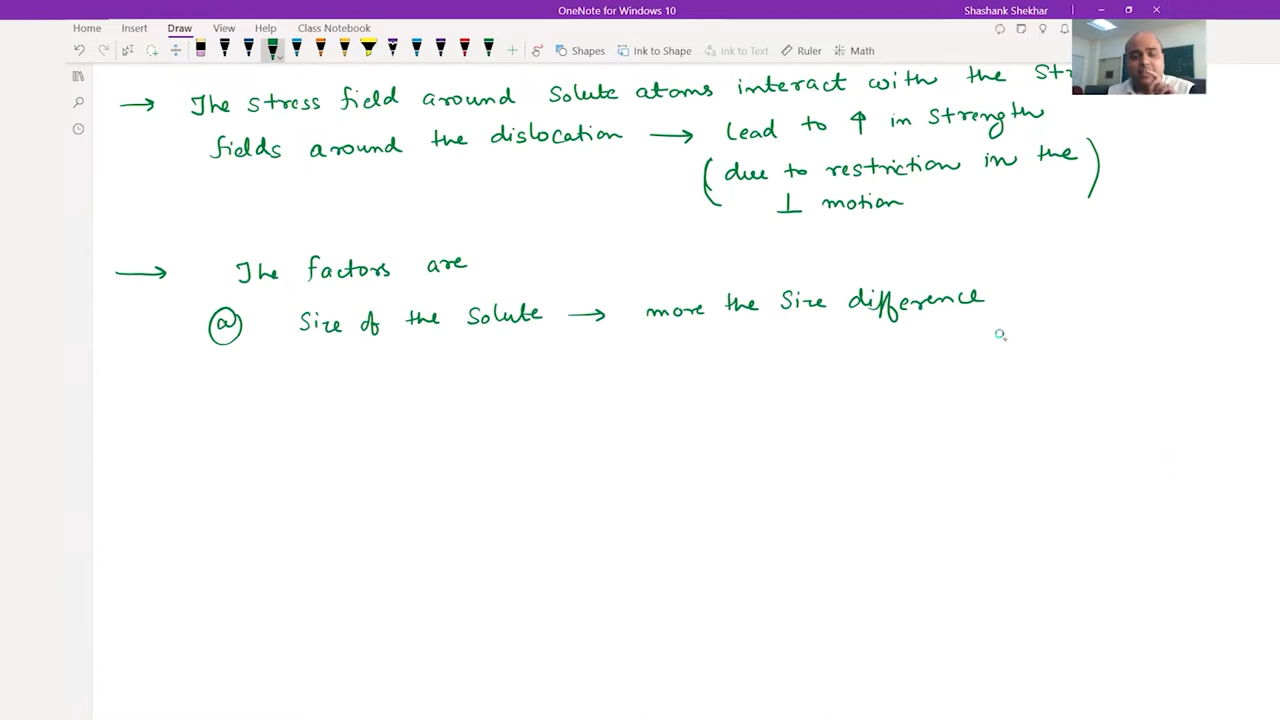 OneNote for Windows 10
Shashank Shekhar
Home Insert Draw View Help Class Notebook
Shapes Ink to Shape Ink to Text Ruler Math
→ The stress field around solute atoms interact with the
fields around the dislocation → lead to ↑ in strength
(due to restriction in the
⊥ motion)
→ The factors are
ⓐ Size of the solute → more the size difference